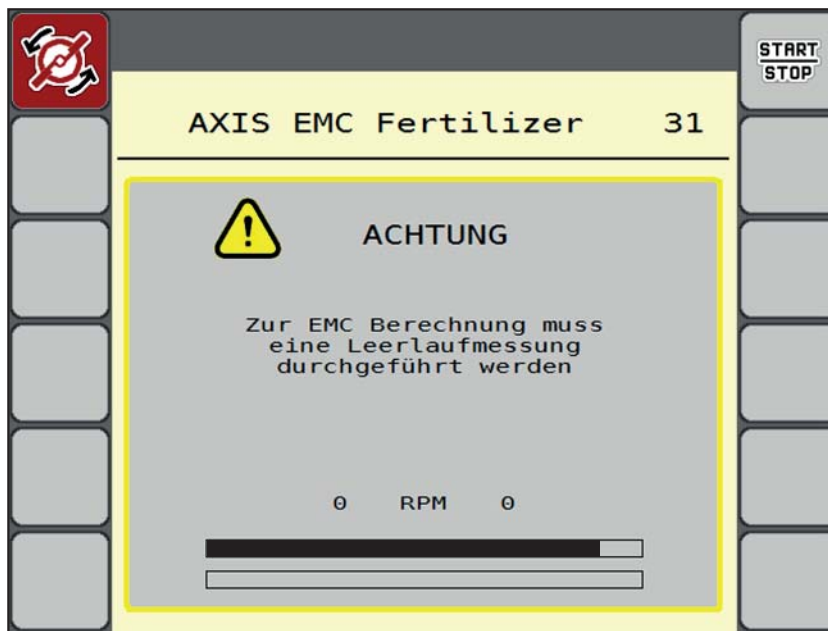 START
STOP
AXIS EMC Fertilizer 31
ACHTUNG
Zur EMC Berechnung muss
eine Leerlaufmessung
durchgeführt werden
0 RPM 0